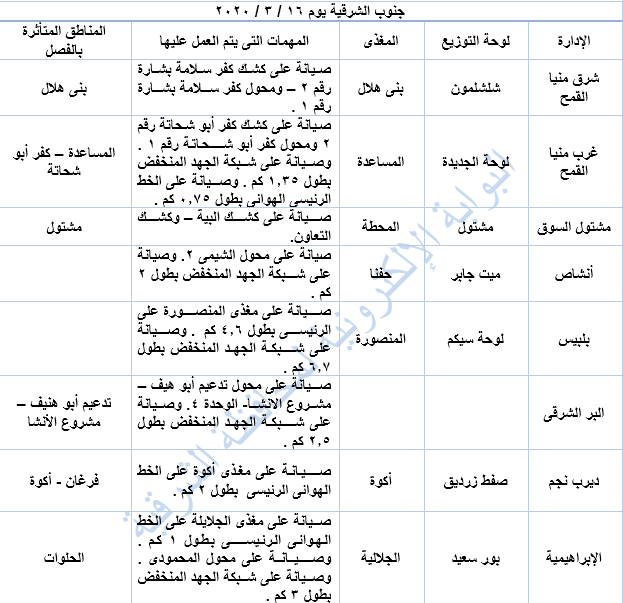 جنوب الشرقية يوم ١٦ / ٣ / ٢٠٢٠
الإدارة
لوحة التوزيع
المغذى
المهمات التى يتم العمل عليها
المناطق المتأثرة
بالفصل
شرق منيا
القمح
شلشلمون
بنى هلال
صيانة على كشك كفر سلامة بشارة
رقم ٢ – ومحول كفر سلامة بشارة
رقم ١ .
بنى هلال
غرب منيا
القمح
لوحة الجديدة
المساعدة
صيانة على كشك كفر أبو شحاتة رقم
٢ ومحول كفر أبو شحاتة رقم ١ .
وصيانة على شبكة الجهد المنخفض
بطول ١,٣٥ كم . وصيانة على الخط
الرئيسى الهوائى بطول ٠,٧٥ كم .
المساعدة – كفر أبو
شحاتة
مشتول السوق
مشتول
المحطة
صيانة على كشك البية – وكشك
التعاون.
مشتول
أنشاص
ميت جابر
حفنا
صيانة على محول الشيمى ٢. وصيانة
على شبكة الجهد المنخفض بطول ٢
كم .
بلبيس
لوحة سيكم
المنصورة
صيانة على مغذى المنصورة على
الرئيسى بطول ٤,٦ كم . وصيانة
على شبكة الجهد المنخفض بطول
٦,٧ كم .
البر الشرقى
صيانة على محول تدعيم أبو هيف –
مشروع الانشا- الوحدة ٤. وصيانة
على شبكة الجهد المنخفض بطول
٢,٥ كم .
تدعيم أبو هنيف –
مشروع الأنشا
ديرب نجم
صفط زرديق
أكوة
صيانة على مغذى أكوة على الخط
الهوائى الرئيسى بطول ٢ كم .
فرغان - أكوة
الإبراهيمية
بور سعيد
الجلالية
صيانة على مغذى الجلايلة على الخط
الهوائى الرئيسى بطول ١ كم .
وصيانة على محول المحمودى .
وصيانة على شبكة الجهد المنخفض
بطول ٣ كم .
الحلوات
البوابة الإلكترونية لمحافظة الشرقية